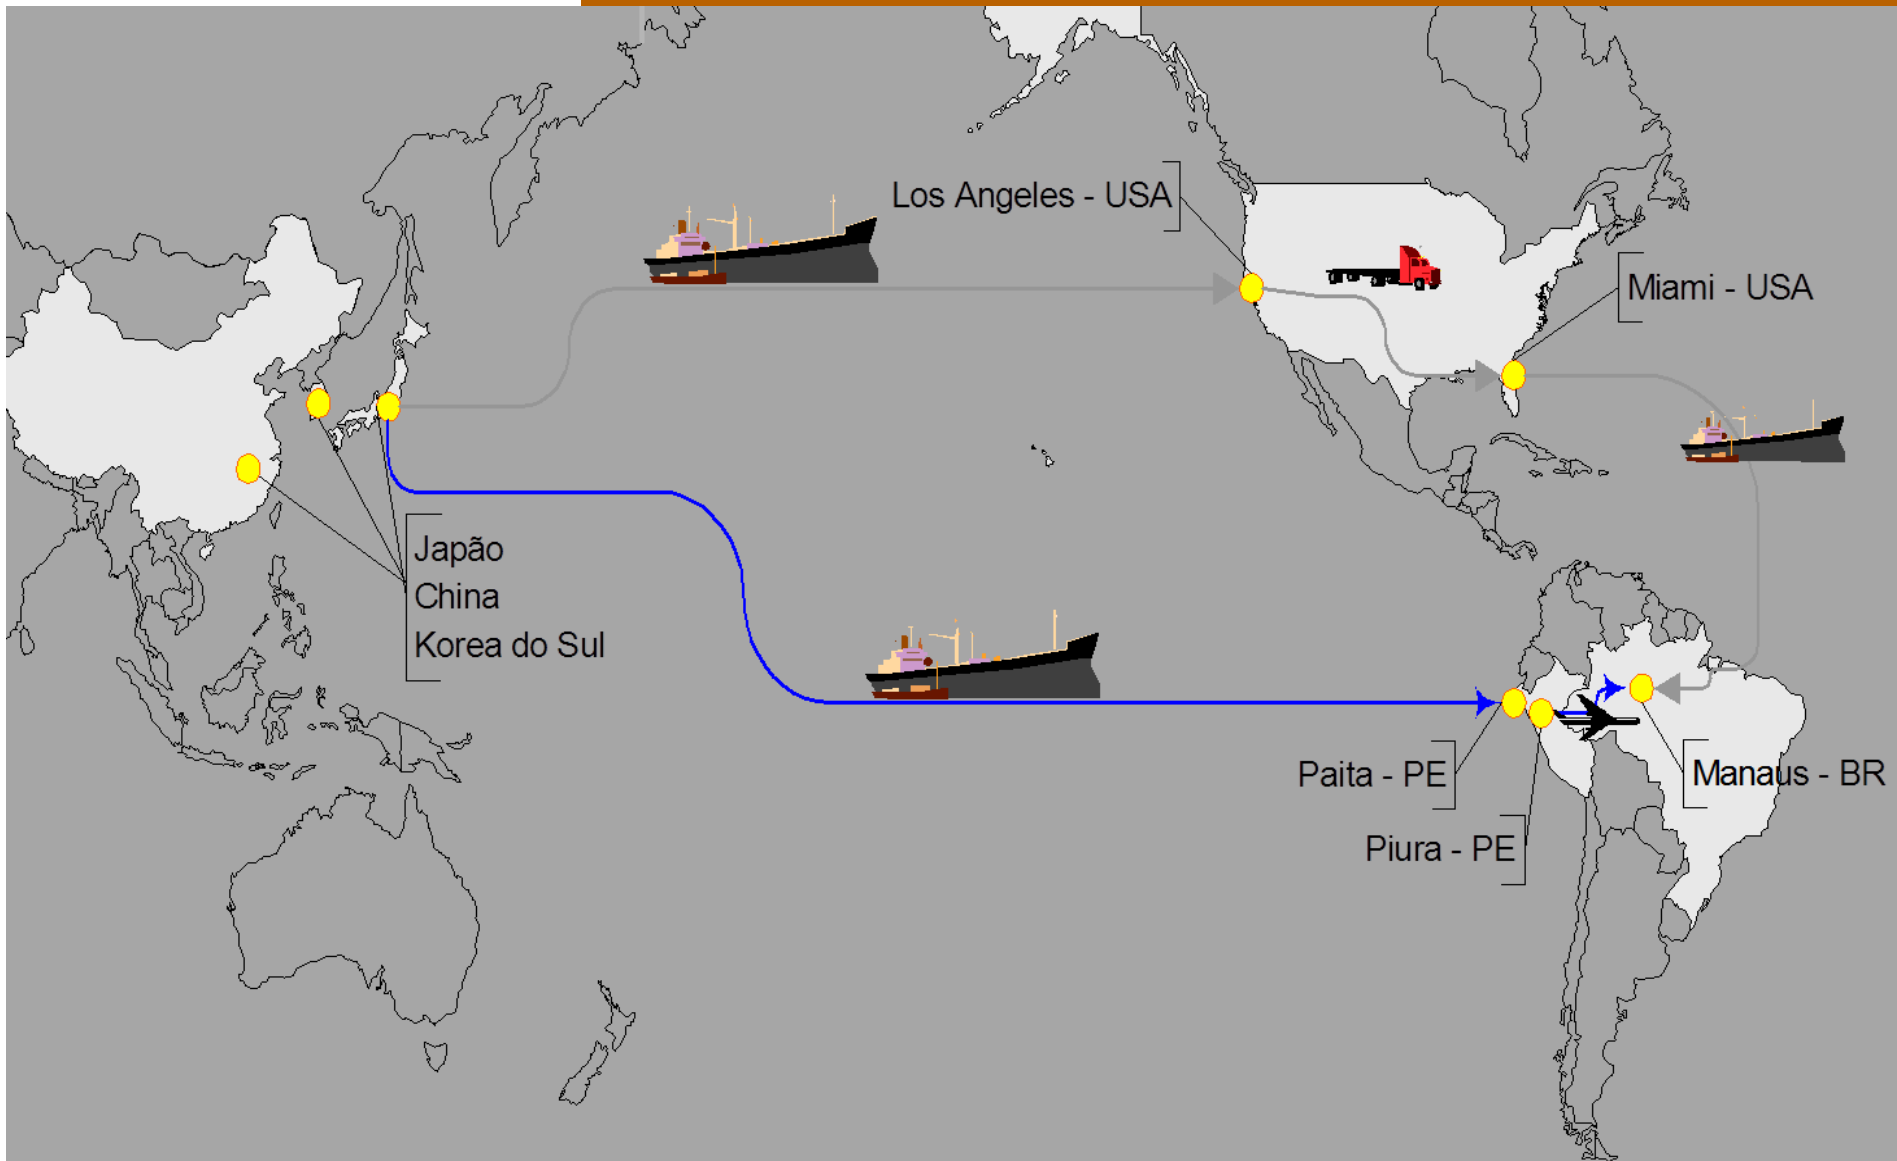 Los Angeles - USA
Miami - USA
Japão
China
Korea do Sul
Paita - PE
Manaus - BR
Piura - PE